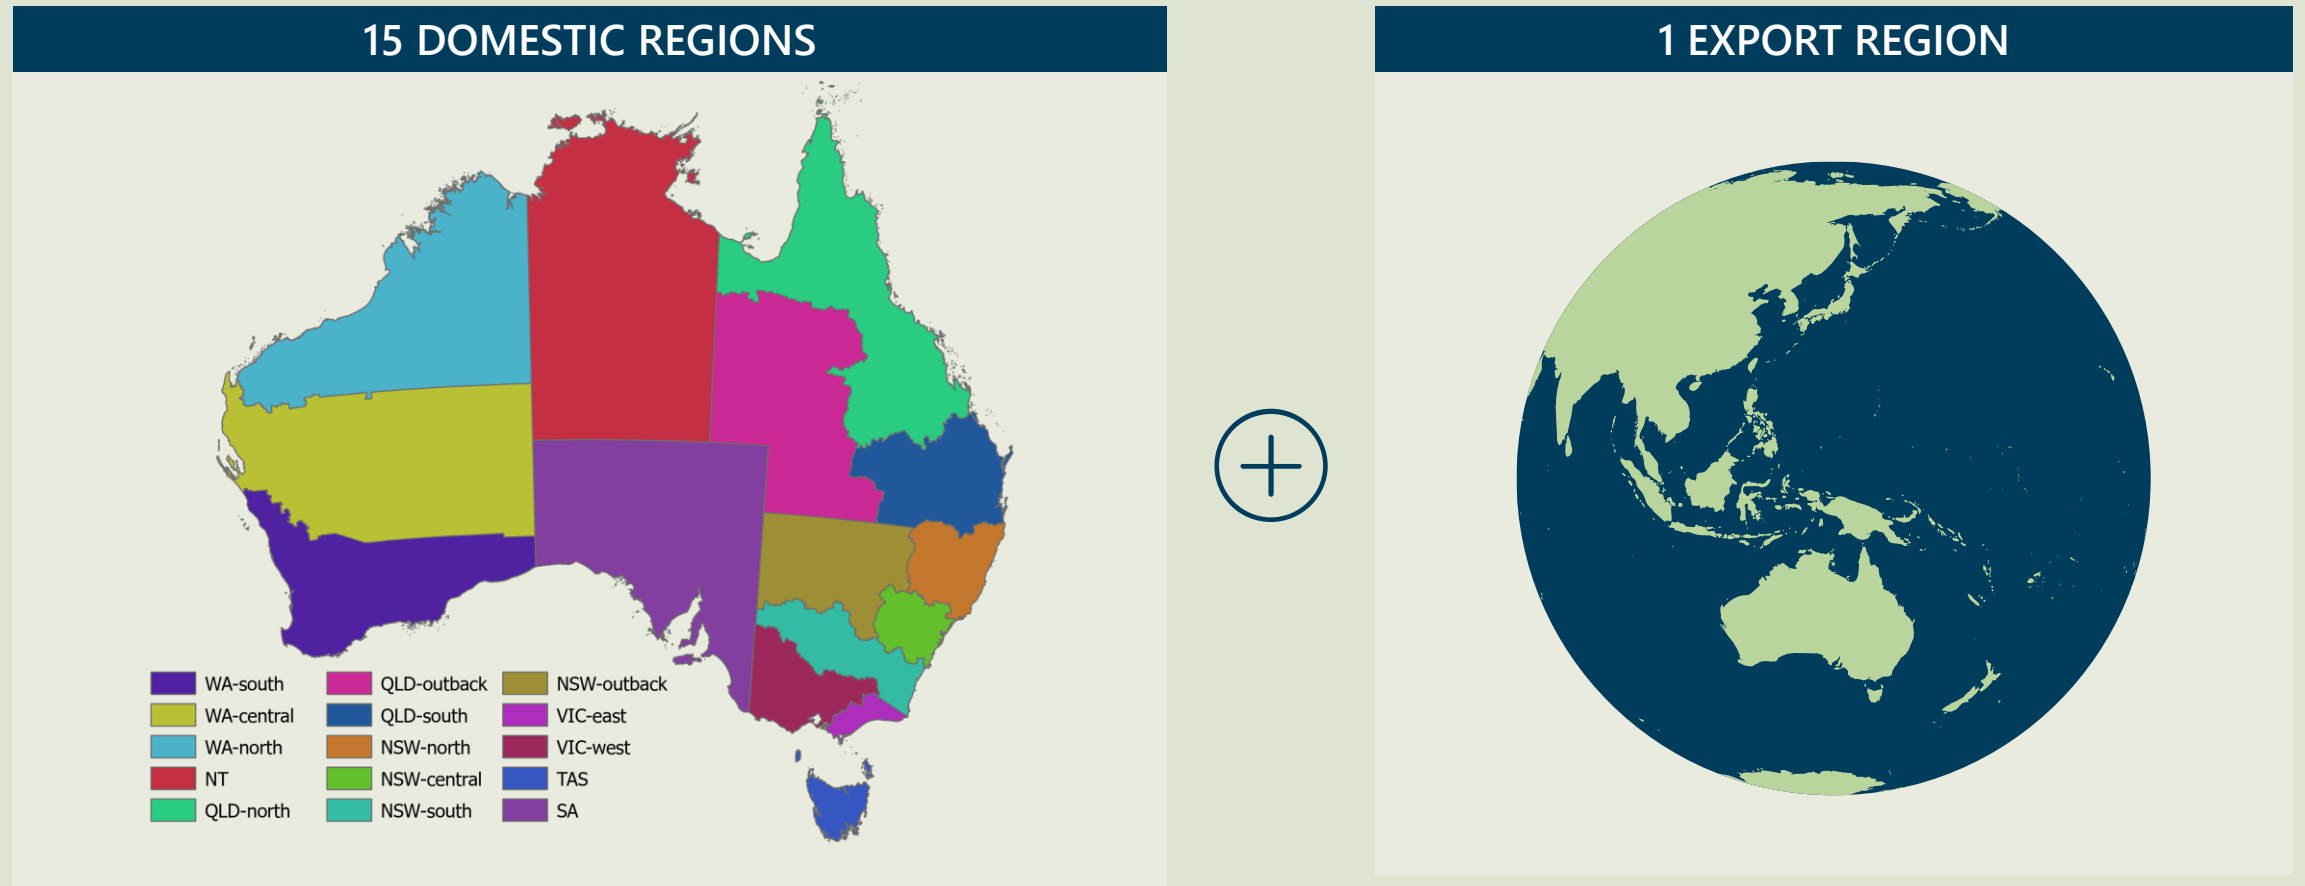 15 DOMESTIC REGIONS
1 EXPORT REGION
WA-south
WA-central
WA-north
NT
QLD-north
QLD-outback
QLD-south
NSW-north
NSW-central
NSW-south
NSW-outback
VIC-east
VIC-west
TAS
SA